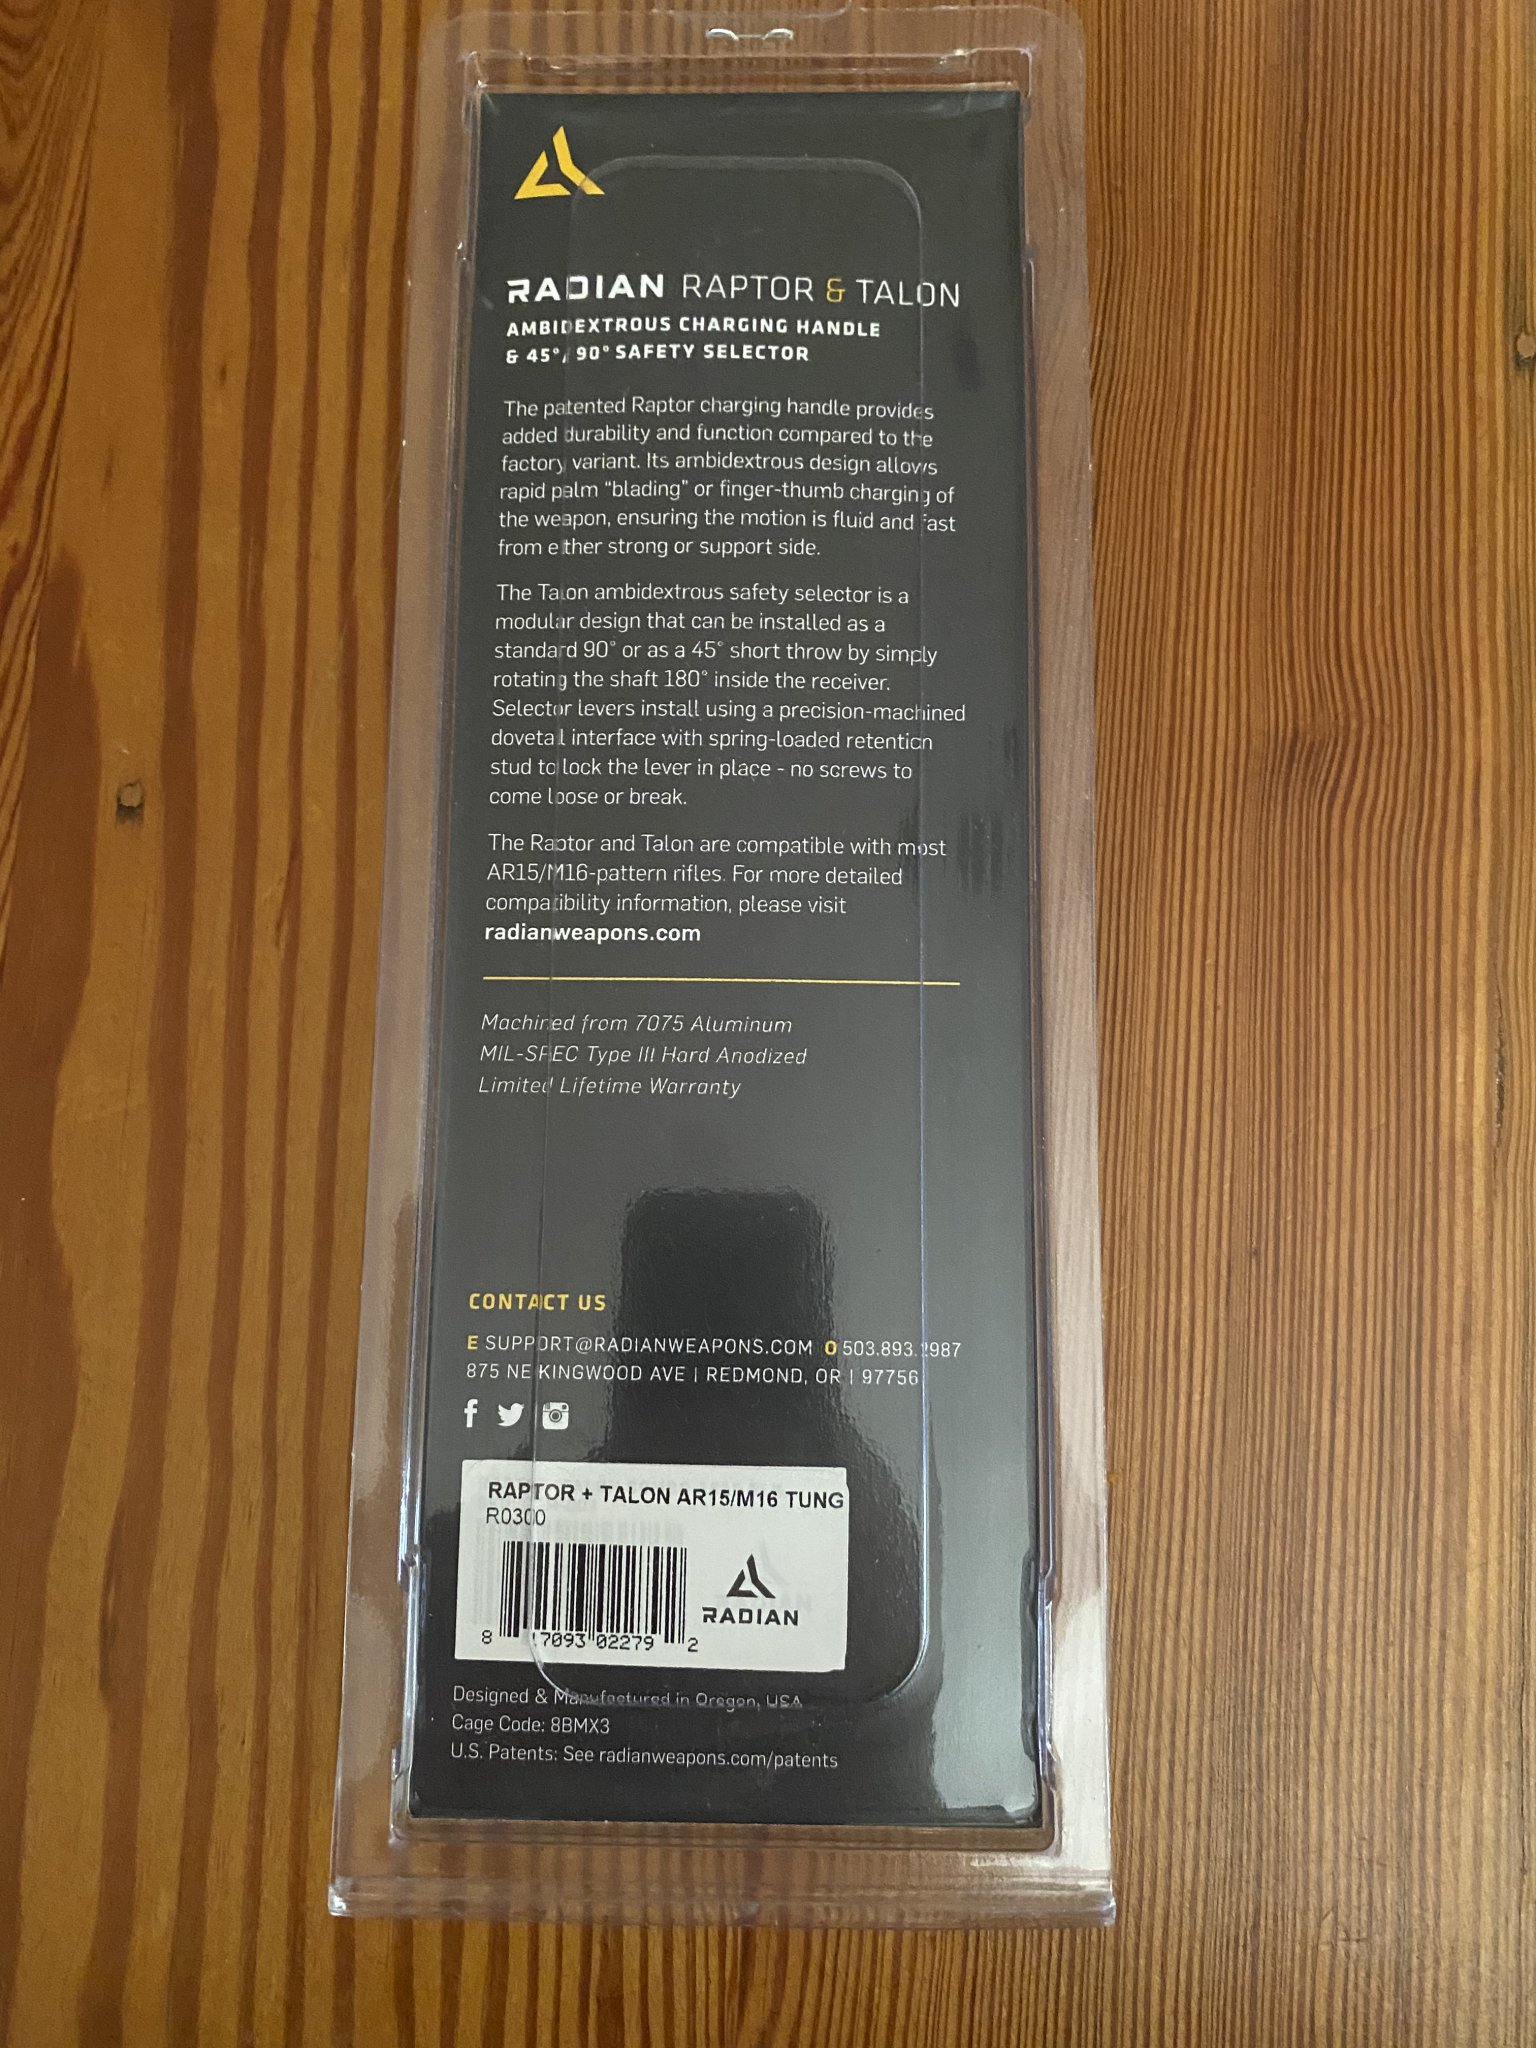 RADIAN RAPTOR & TALON
AMBIDEXTROUS CHARGING HANDLE
& 45°/90° SAFETY SELECTOR
The patented Raptor charging handle provides
added durability and function compared to the
factory variant. Its ambidextrous design allows
rapid palm “blading” or finger-thumb charging of
the weapon, ensuring the motion is fluid and fast
from either strong or support side.
The Talon ambidextrous safety selector is a
modular design that can be installed as a
standard 90° or as a 45° short throw by simply
rotating the shaft 180° inside the receiver.
Selector levers install using a precision-machined
dovetail interface with spring-loaded retention
stud to lock the lever in place - no screws to
come loose or break.
The Raptor and Talon are compatible with most
AR15/M16-pattern rifles. For more detailed
compatibility information, please visit
radianweapons.com
Machined from 7075 Aluminum
MIL-SPEC Type III Hard Anodized
Limited Lifetime Warranty
CONTACT US
E SUPPORT@RADIANWEAPONS.COM O
875 NE KINGWOOD AVE | REDMOND, OR | 97756
RAPTOR + TALON AR15/M16 TUNG
R0300
RADIAN
8 17093 02279 2
Designed & Manufactured in Oregon, USA
Cage Code: 8BMX3
U.S. Patents: See radianweapons.com/patents